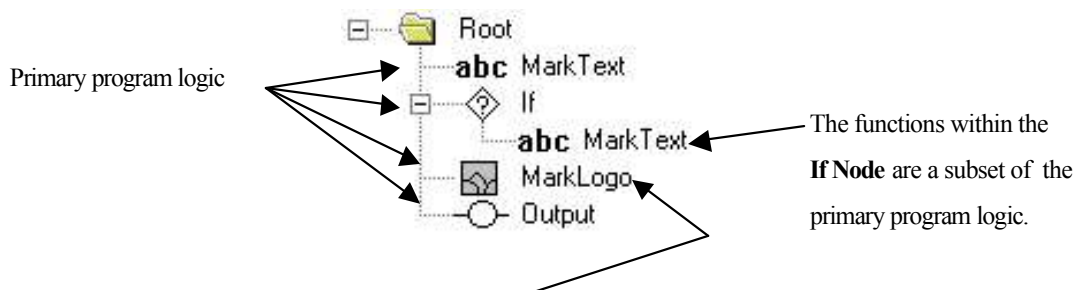 Root
abc MarkText
Primary program logic
If
abc MarkText
The functions within the
If Node are a subset of the
primary program logic.
MarkLogo
Output